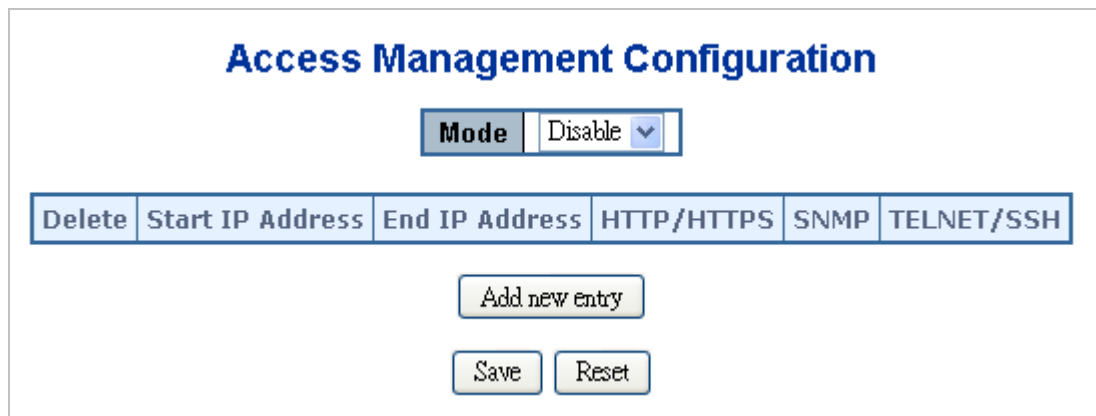 Access Management Configuration
Mode Disable
Delete Start IP Address End IP Address HTTP/HTTPS SNMP TELNET/SSH
Add new entry
Save Reset